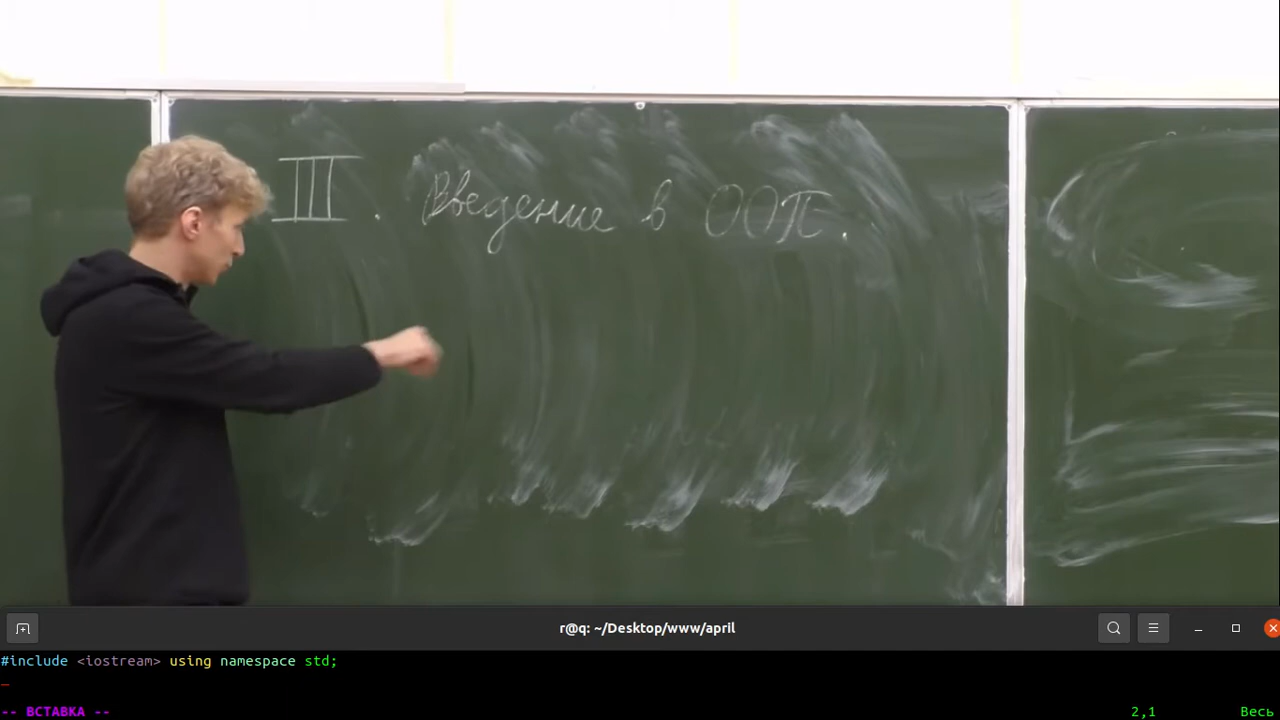 III. Введение в ООП.
r@q: ~/Desktop/www/april
#include <iostream> using namespace std;
-- ВСТАВКА -- 2,1 Весь